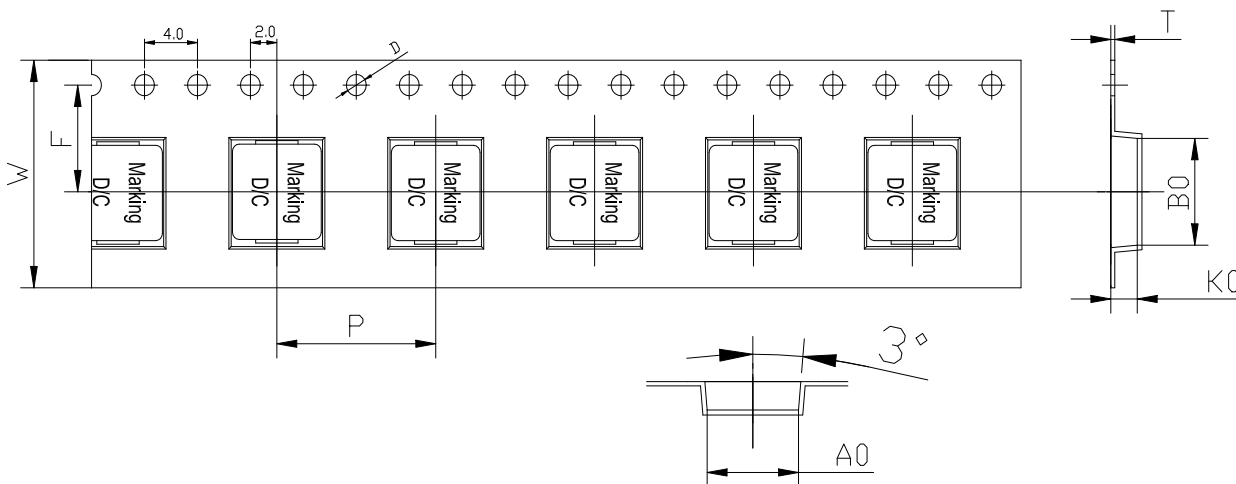 4.0
2.0
D
T
F
W
Marking
D/C
Marking
D/C
Marking
D/C
Marking
D/C
Marking
D/C
Marking
D/C
B0
K0
P
3°
A0